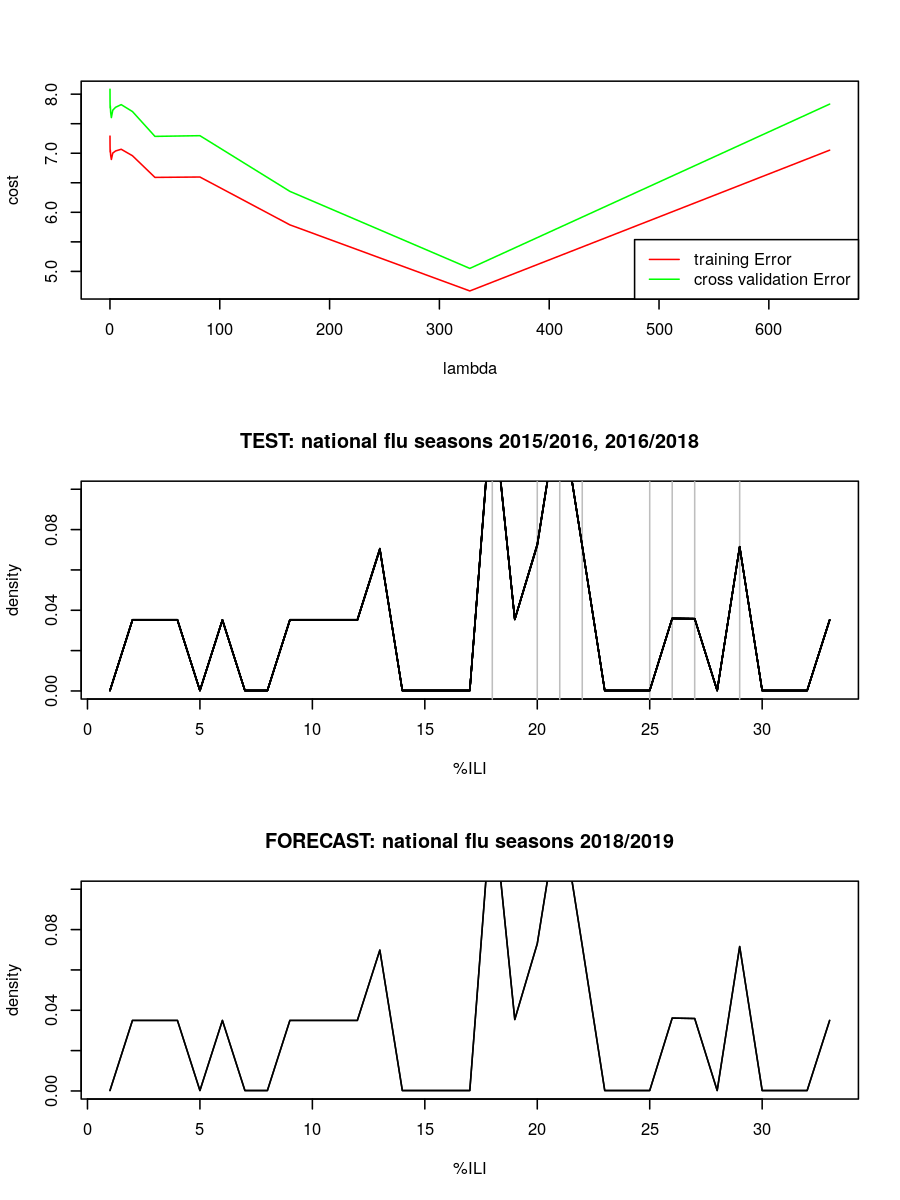 cost
8.0
7.0
6.0
5.0
training Error
cross validation Error
0 100 200 300 400 500 600
lambda
TEST: national flu seasons 2015/2016, 2016/2018
density
0.08
0.04
0.00
0 5 10 15 20 25 30
%ILI
FORECAST: national flu seasons 2018/2019
density
0.08
0.04
0.00
0 5 10 15 20 25 30
%ILI